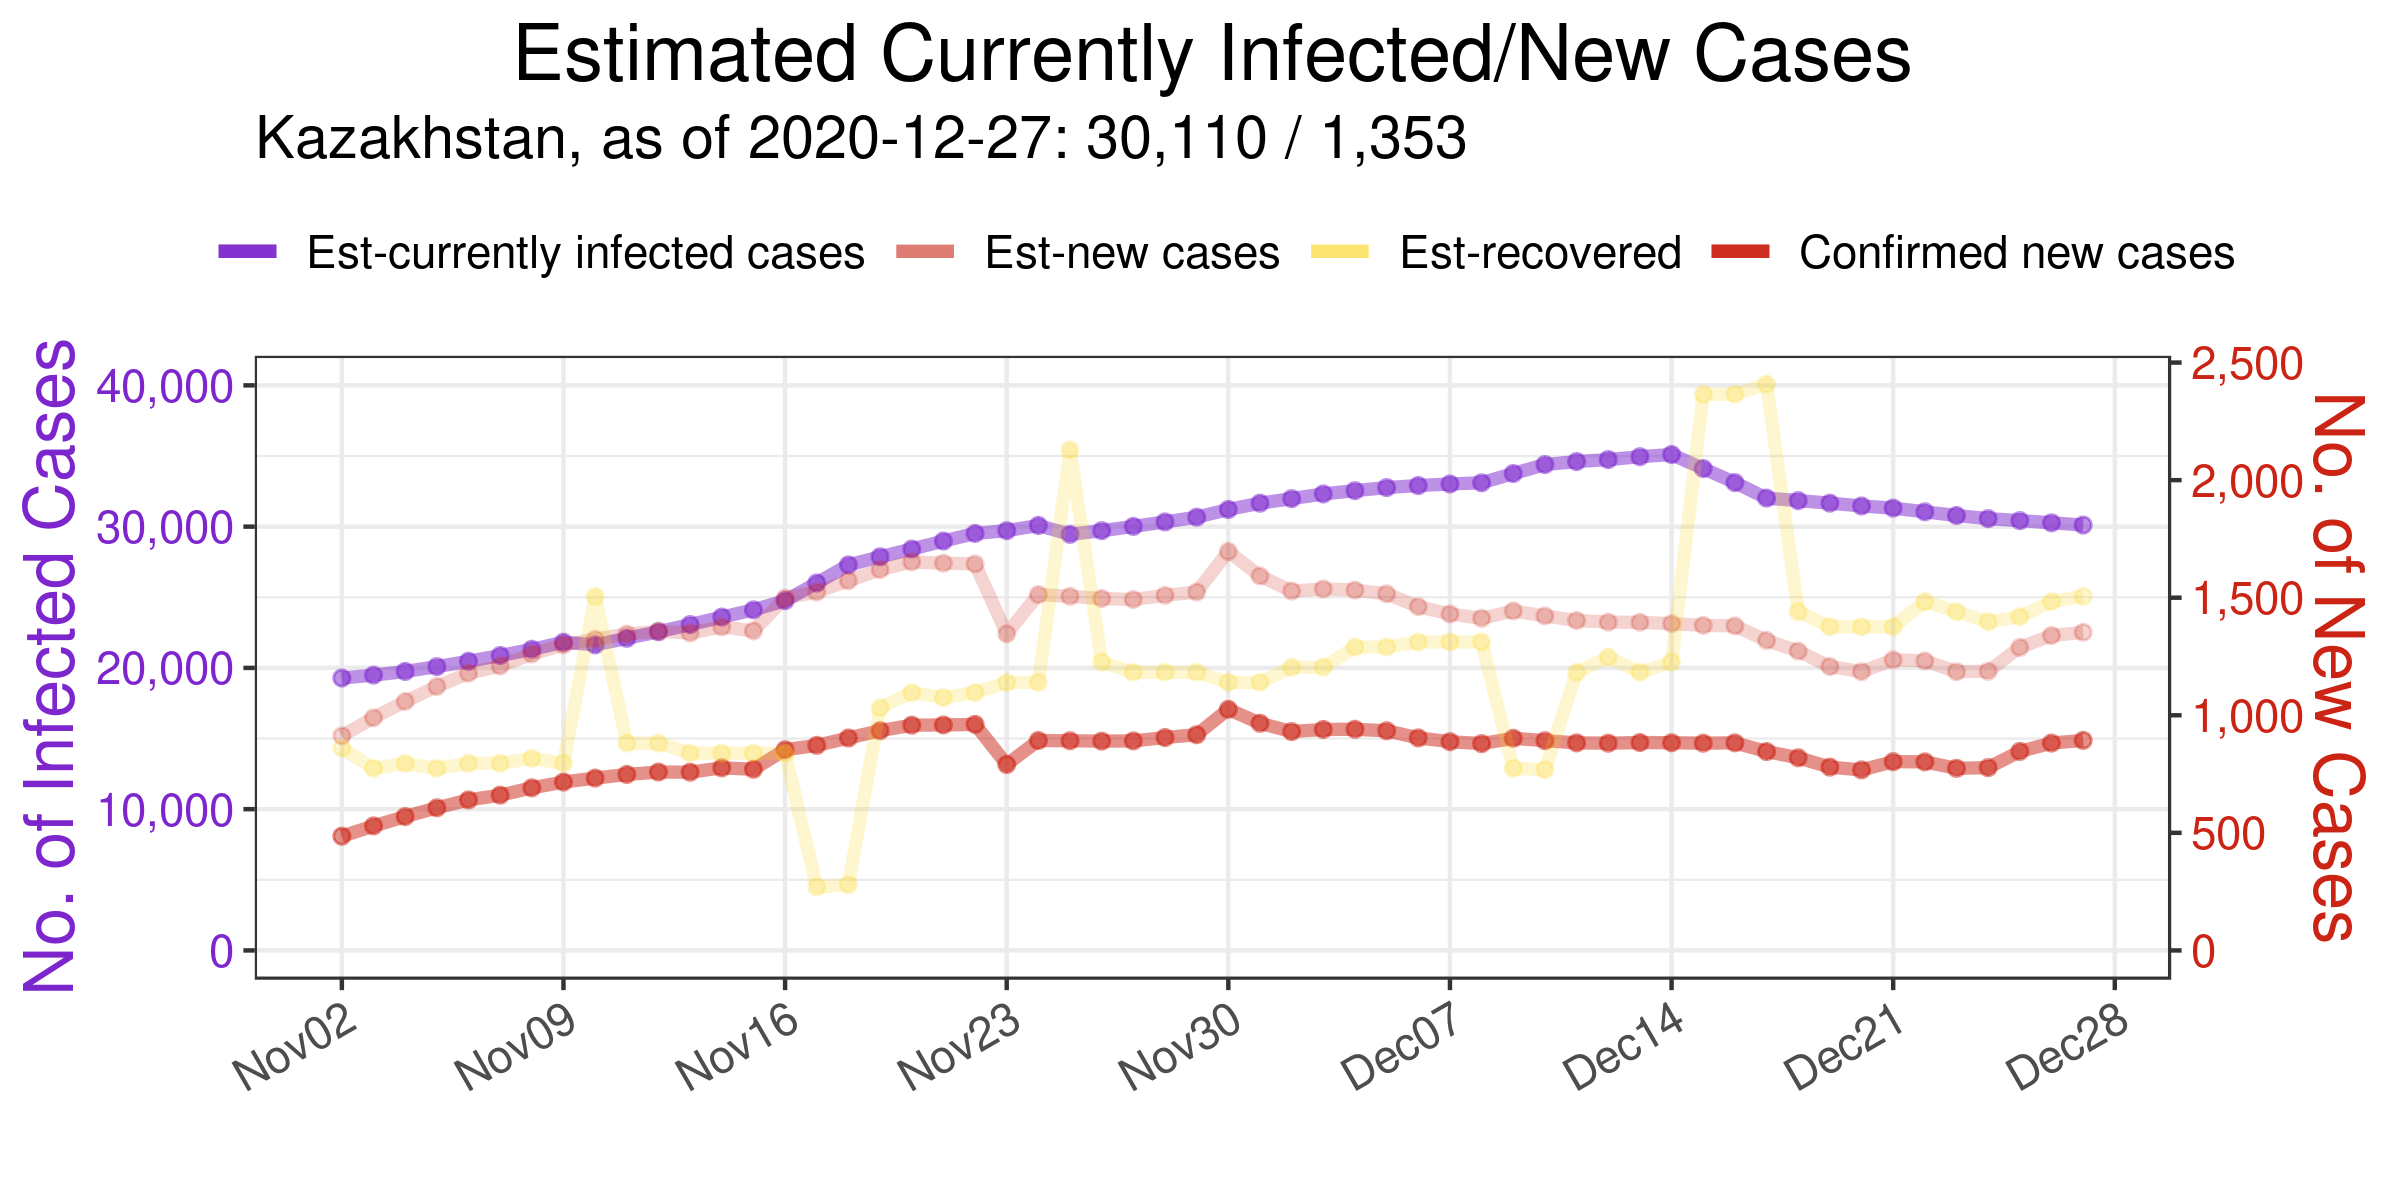 Estimated Currently Infected/New Cases
Kazakhstan, as of 2020-12-27: 30,110 / 1,353
Est-currently infected cases Est-new cases Est-recovered Confirmed new cases
No. of Infected Cases
40,000
30,000
20,000
10,000
0
2,500
2,000
1,500
1,000
500
0
No. of New Cases
Nov02 Nov09 Nov16 Nov23 Nov30 Dec07 Dec14 Dec21 Dec28